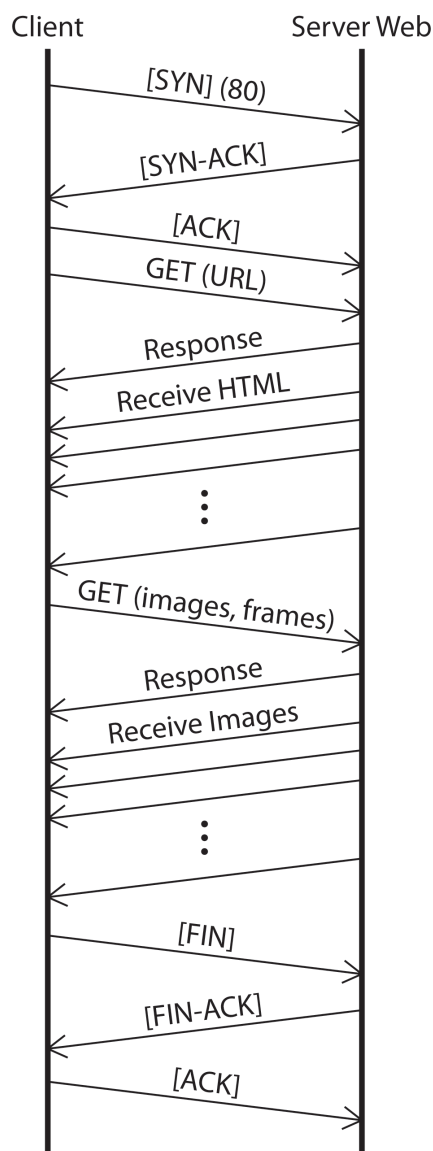 Client
Server Web
[SYN] (80)
[SYN-ACK]
[ACK]
GET (URL)
Response
Receive HTML
GET (images, frames)
Response
Receive Images
[FIN]
[FIN-ACK]
[ACK]